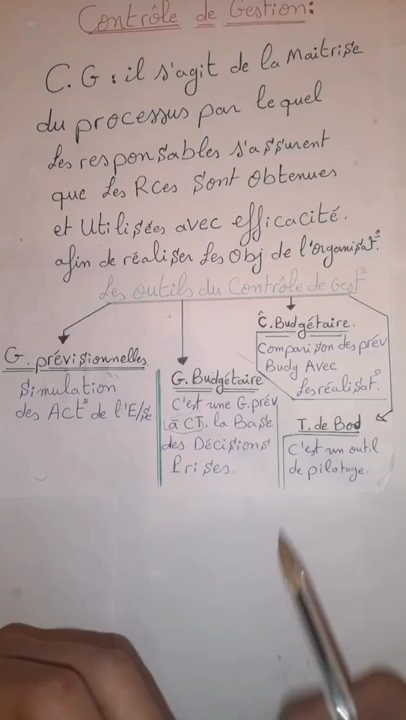 Contrôle de Gestion:
C.G: il s'agit de la Maitrise
du processus par lequel
les responsables s'assurent
que les Rces sont obtenues
et Utilisées avec efficacité.
afin de réaliser les Obj de l'organisat°.
Les outils du Contrôle de Gest°
G. prévisionnelles
Simulation
des Act° de l'E/se
G. Budgétaire
C'est une G.prév
à CT, la Base
des Décisions
Prises.
C. Budgétaire.
Comparaison des prév
Budg Avec
les réalisat°.
T. de Bod
C'est un outil
de pilotage.